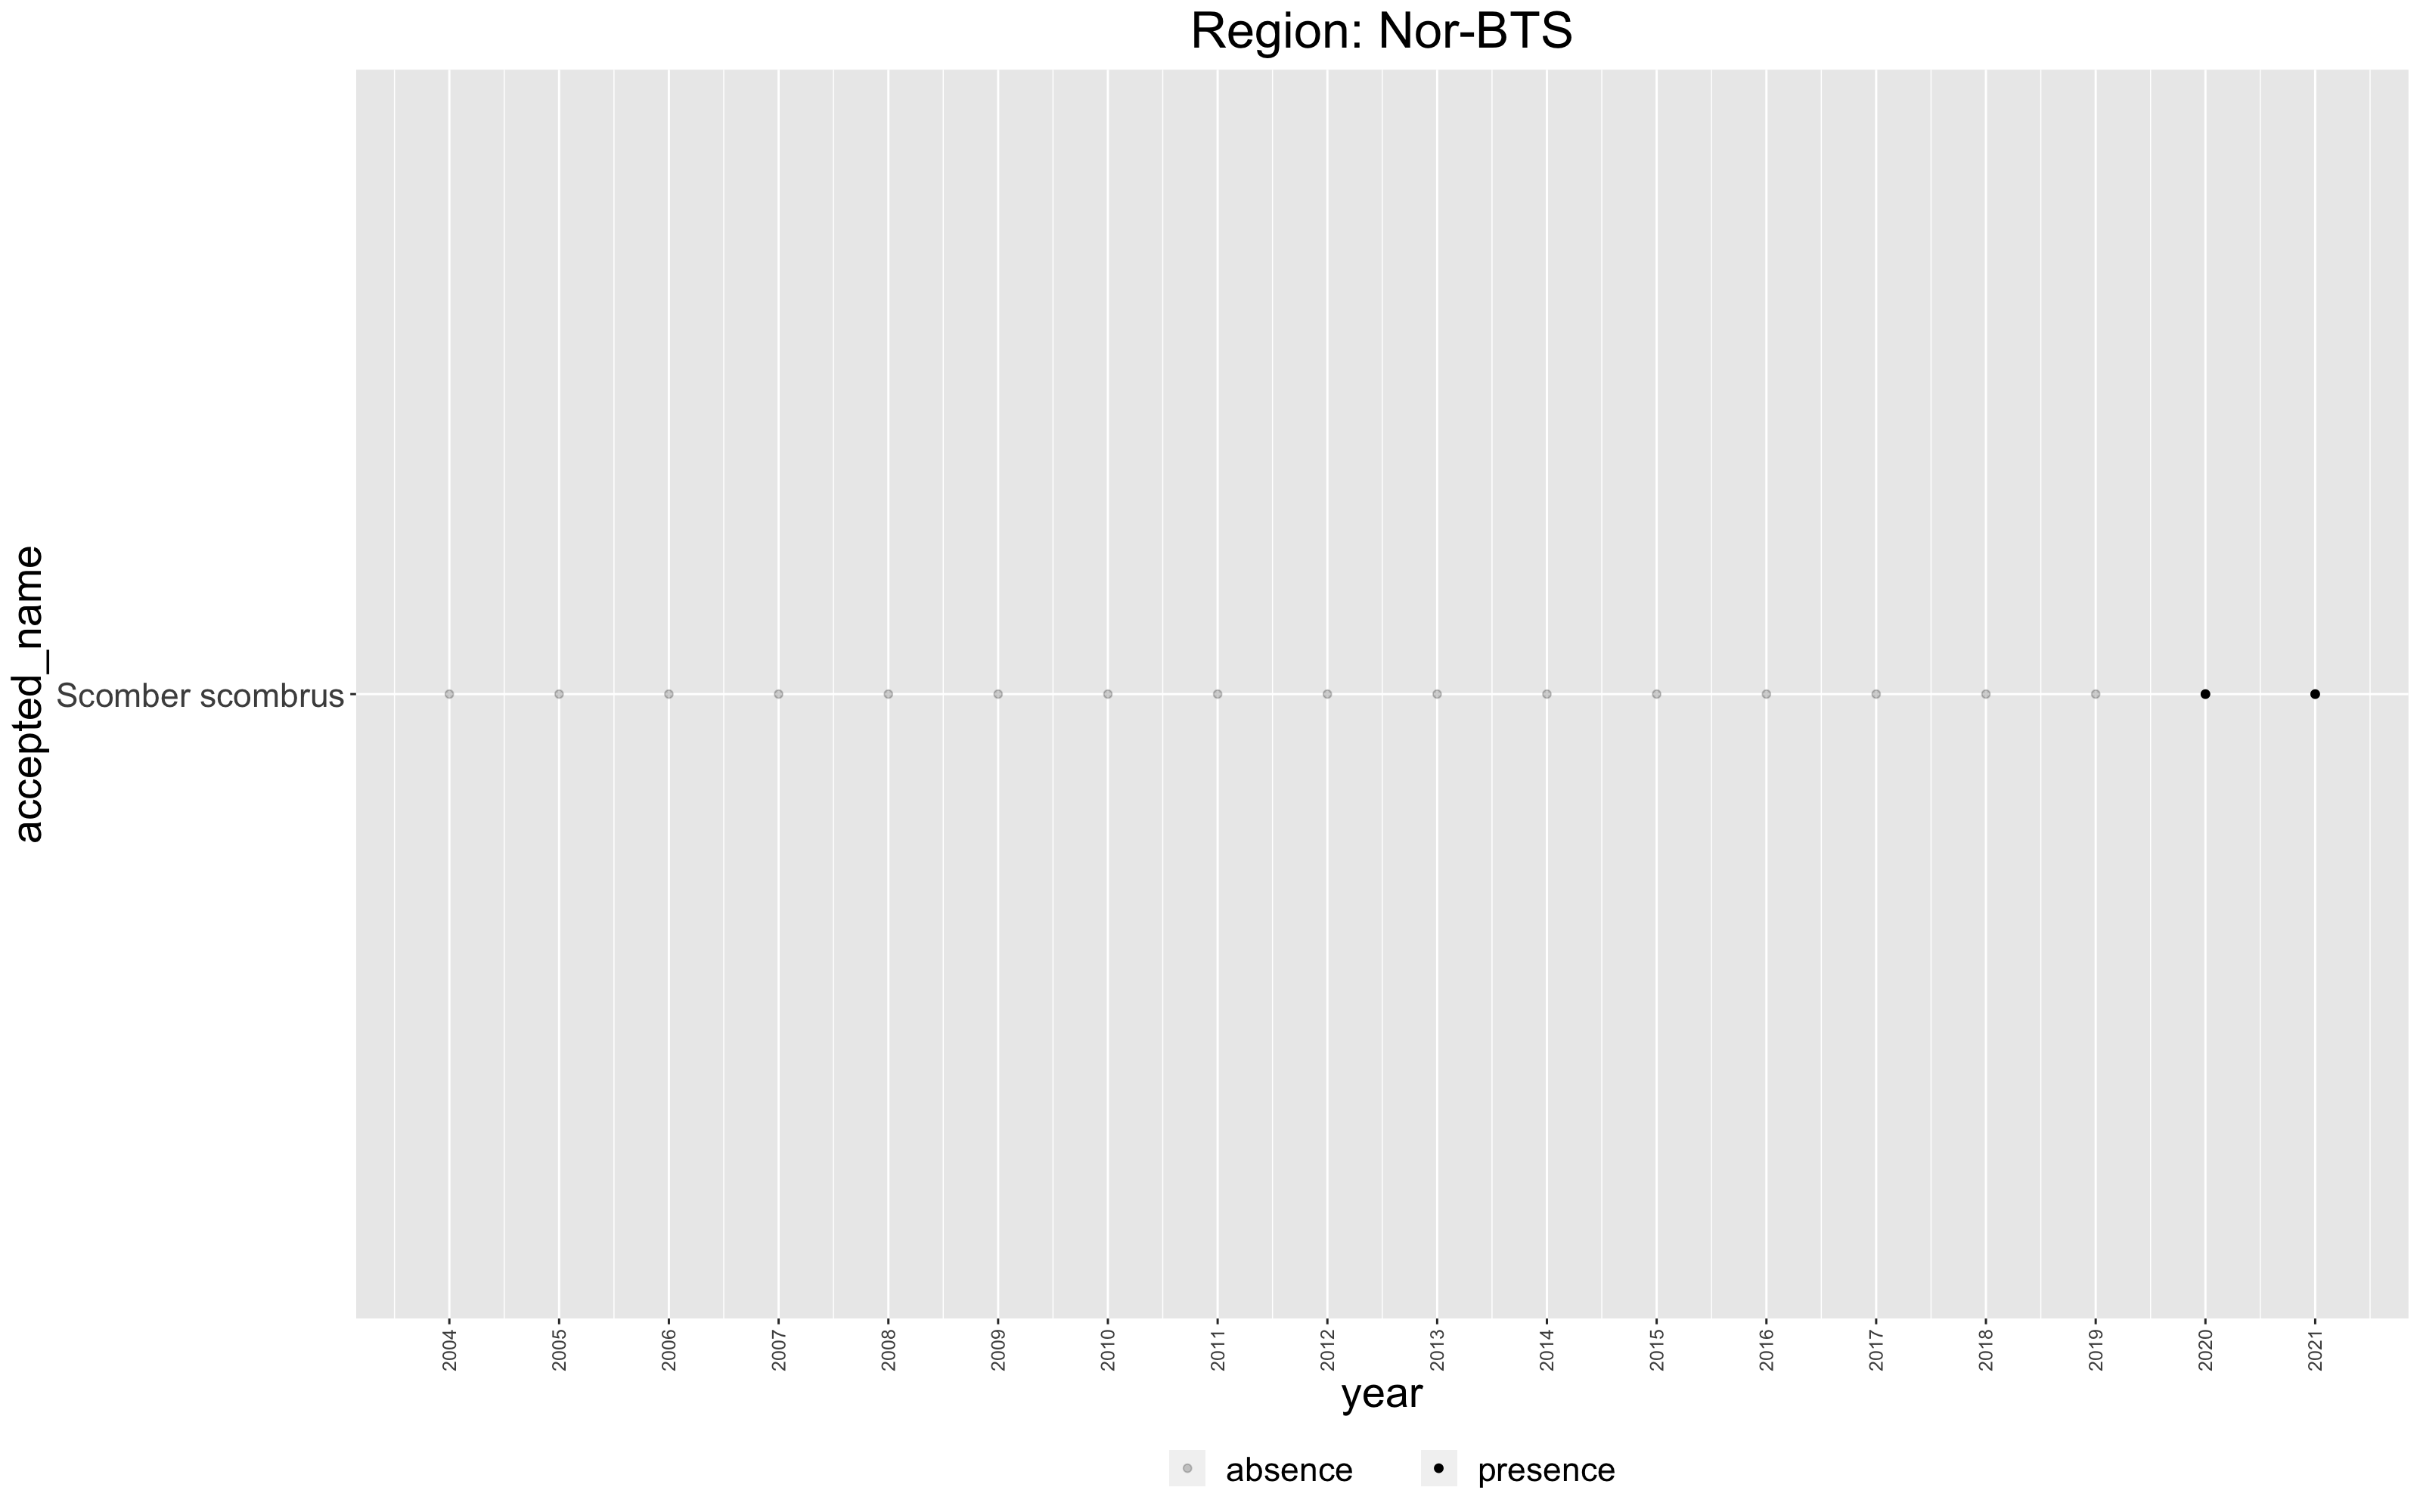 Region: Nor-BTS
accepted_name
Scomber scombrus
2004 2005 2006 2007 2008 2009 2010 2011 2012 2013 2014 2015 2016 2017 2018 2019 2020 2021
year
absence presence